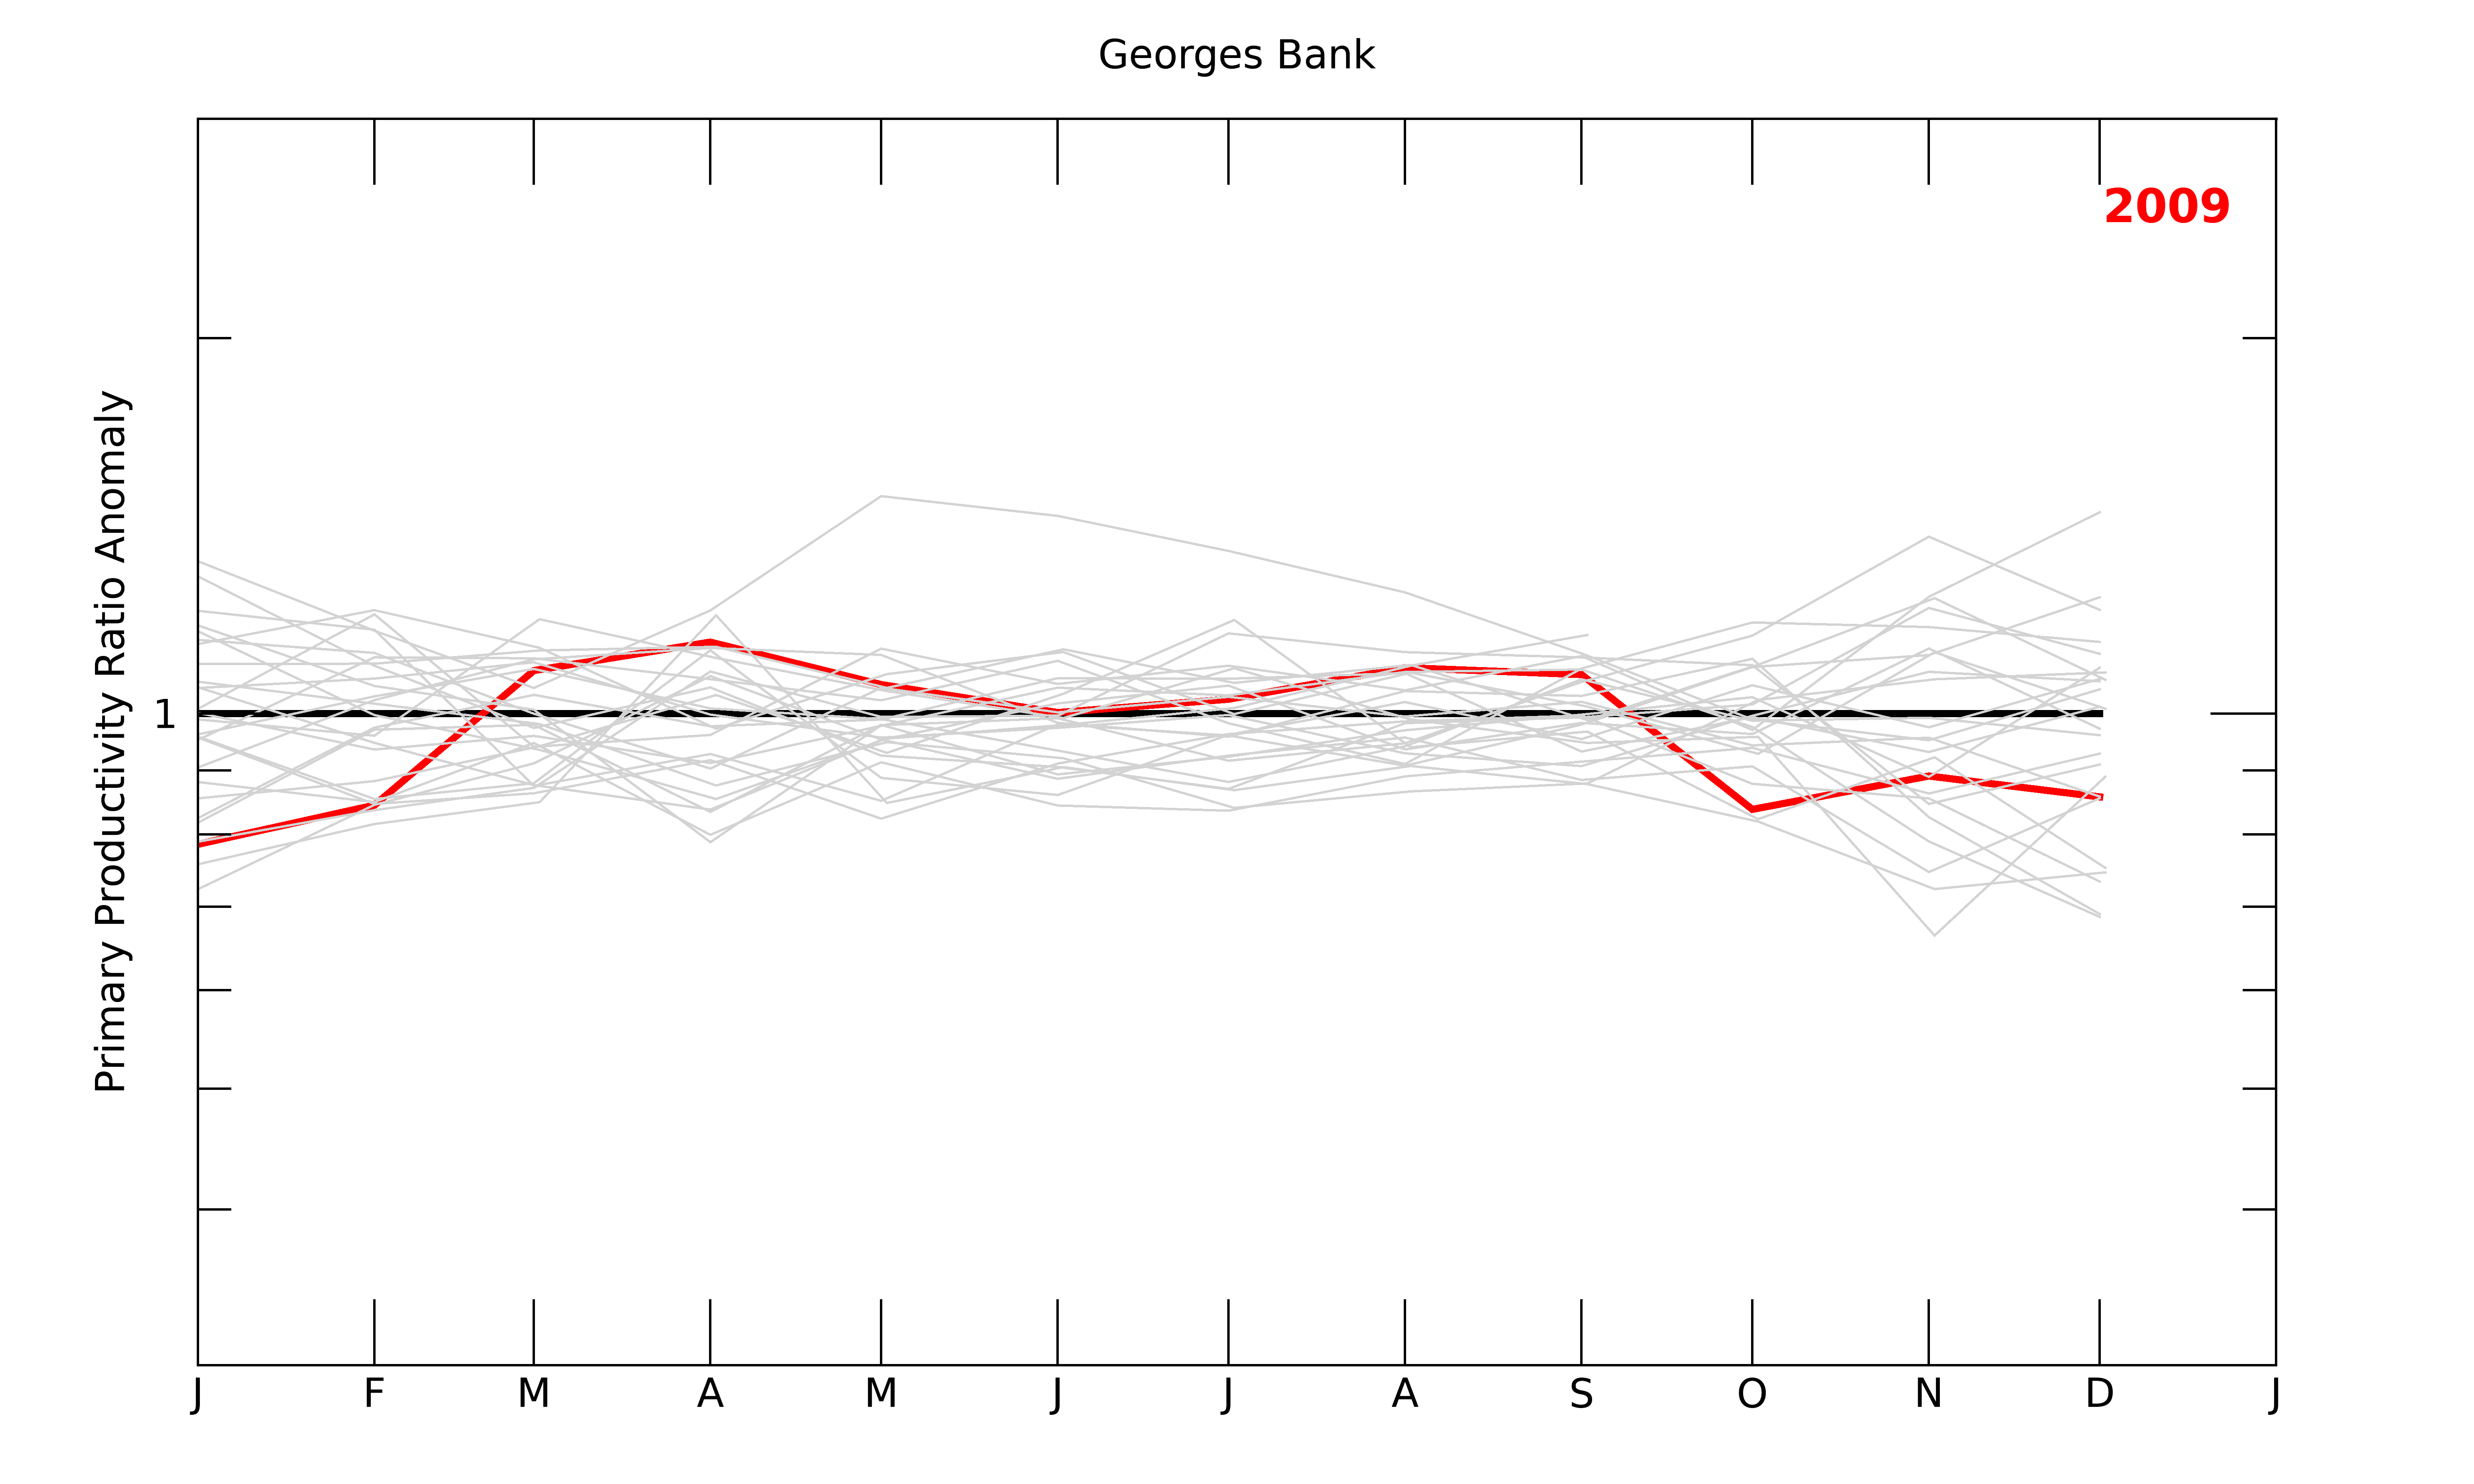 Georges Bank
2009
Primary Productivity Ratio Anomaly
1
J F M A M J J A S O N D J